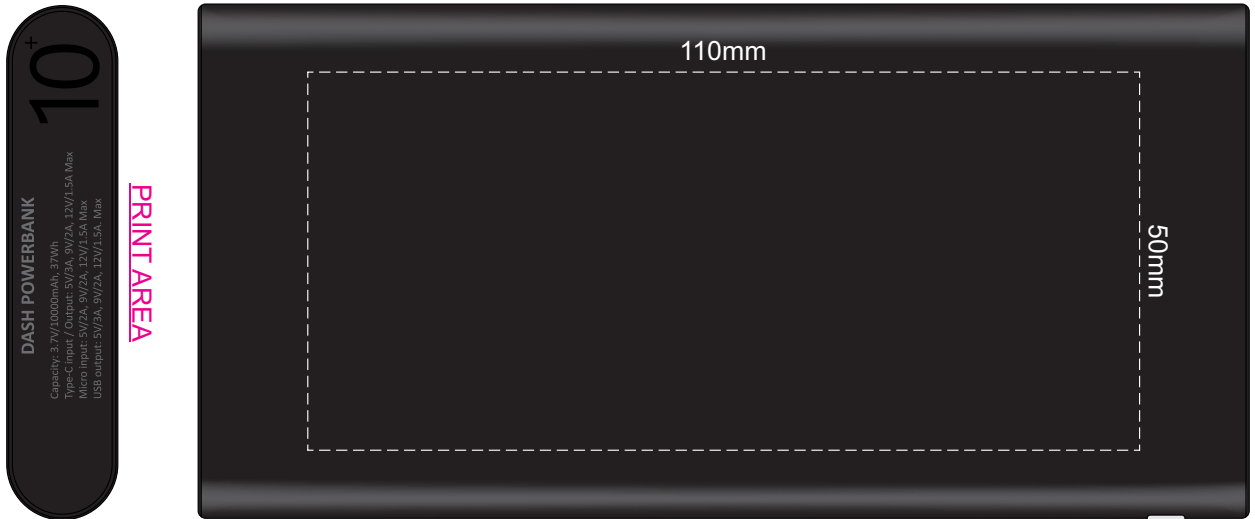 10+
DASH POWERBANK
Capacity: 3.7V/10000mAh, 37Wh
Type-C input / Output: 5V/3A, 9V/2A, 12V/1.5A Max
Micro input: 5V/2A, 9V/2A, 12V/1.5A Max
USB output: 5V/3A, 9V/2A, 12V/1.5A. Max
PRINT AREA
110mm
50mm